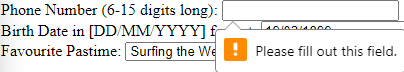 Phone Number (6-15 digits long):
Birth Date in [DD/MM/YYYY] f
Favourite Pastime: Surfing the We
Please fill out this field.